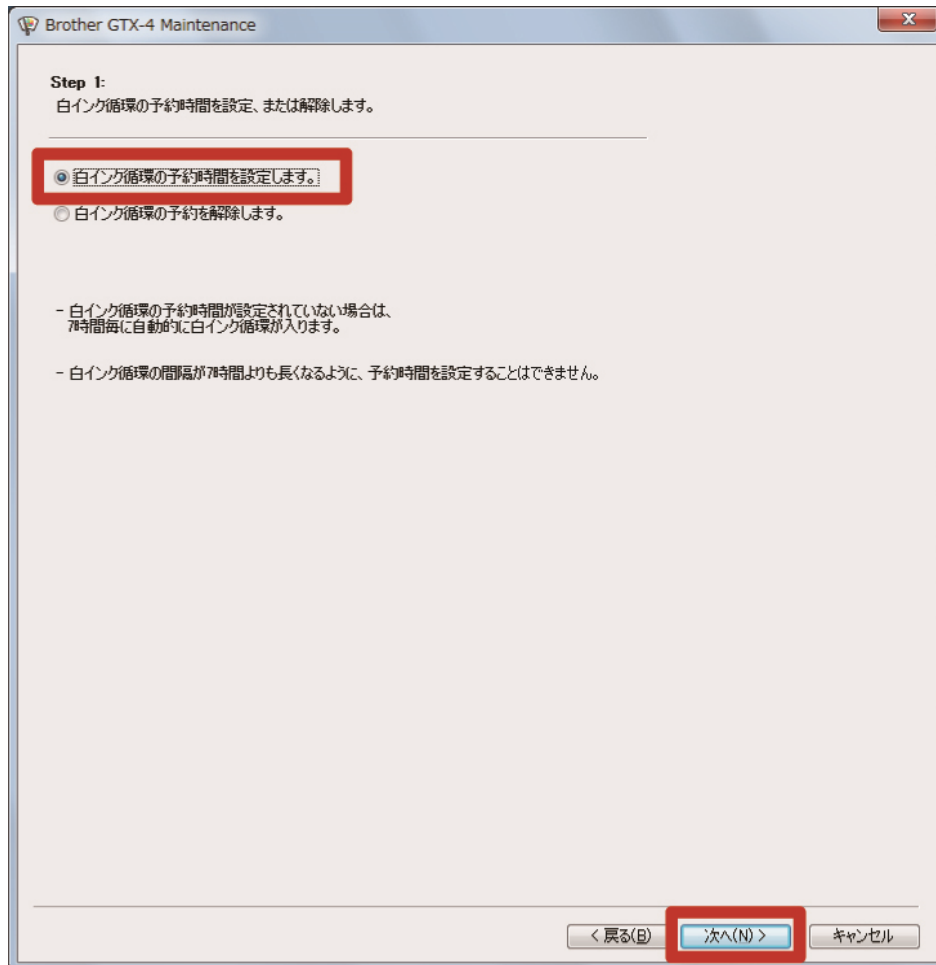 Brother GTX-4 Maintenance
Step 1:
白インク循環の予約時間を設定、または解除します。
白インク循環の予約時間を設定します。
白インク循環の予約を解除します。
- 白インク循環の予約時間が設定されていない場合は、
7時間毎に自動的に白インク循環が入ります。
- 白インク循環の間隔が7時間よりも長くなるように、予約時間を設定することはできません。
< 戻る(B)
次へ(N) >
キャンセル